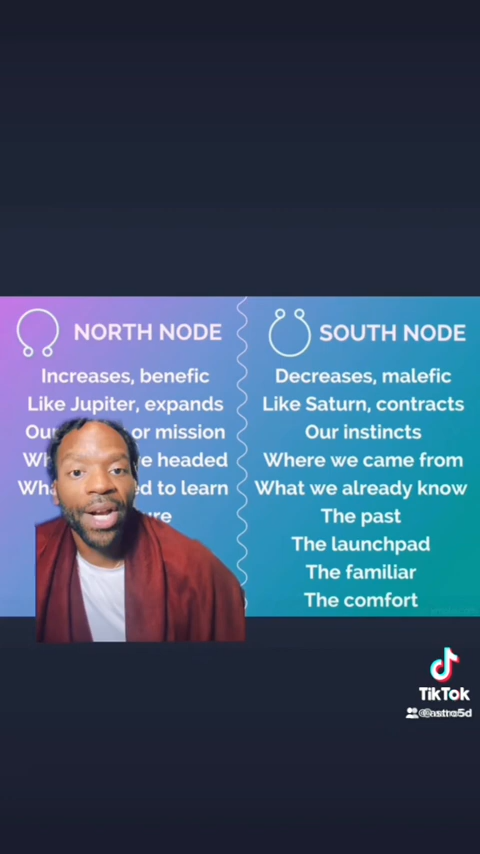 NORTH NODE
Increases, benefic
Like Jupiter, expands
or mission
headed
to learn
SOUTH NODE
Decreases, malefic
Like Saturn, contracts
Our instincts
Where we came from
What we already know
The past
The launchpad
The familiar
The comfort
TikTok